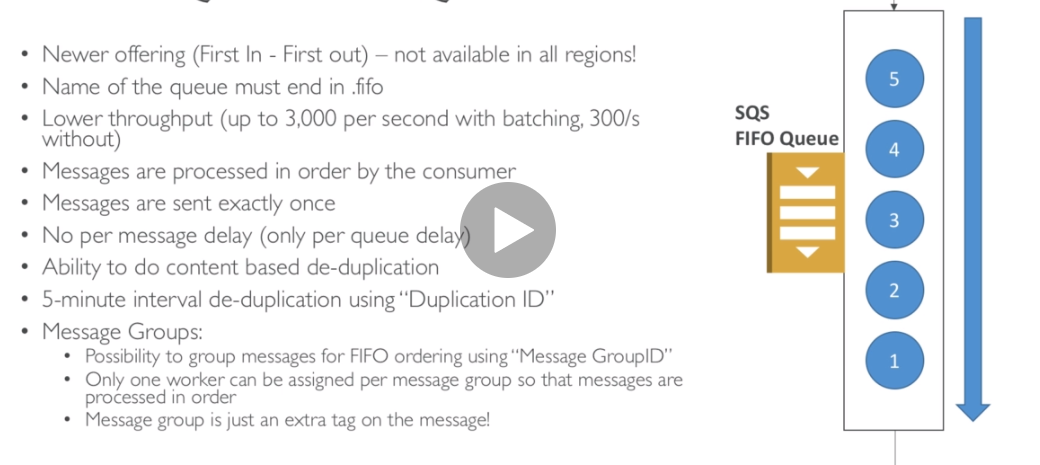 • Newer offering (First In - First out) – not available in all regions!
• Name of the queue must end in .fifo
• Lower throughput (up to 3,000 per second with batching, 300/s
without)
• Messages are processed in order by the consumer
• Messages are sent exactly once
• No per message delay (only per queue delay)
• Ability to do content based de-duplication
• 5-minute interval de-duplication using “Duplication ID”
• Message Groups:
• Possibility to group messages for FIFO ordering using “Message GroupID”
• Only one worker can be assigned per message group so that messages are
processed in order
• Message group is just an extra tag on the message!
SQS
FIFO Queue
5
4
3
2
1